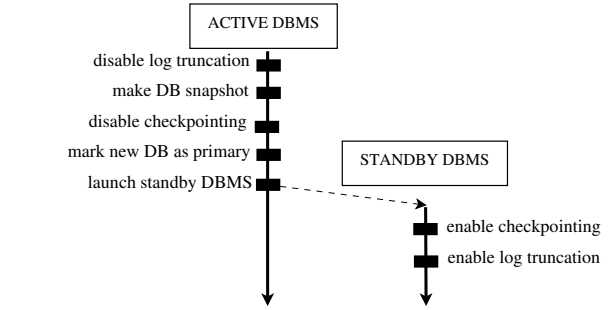 ACTIVE DBMS
disable log truncation
make DB snapshot
disable checkpointing
mark new DB as primary
STANDBY DBMS
launch standby DBMS
enable checkpointing
enable log truncation